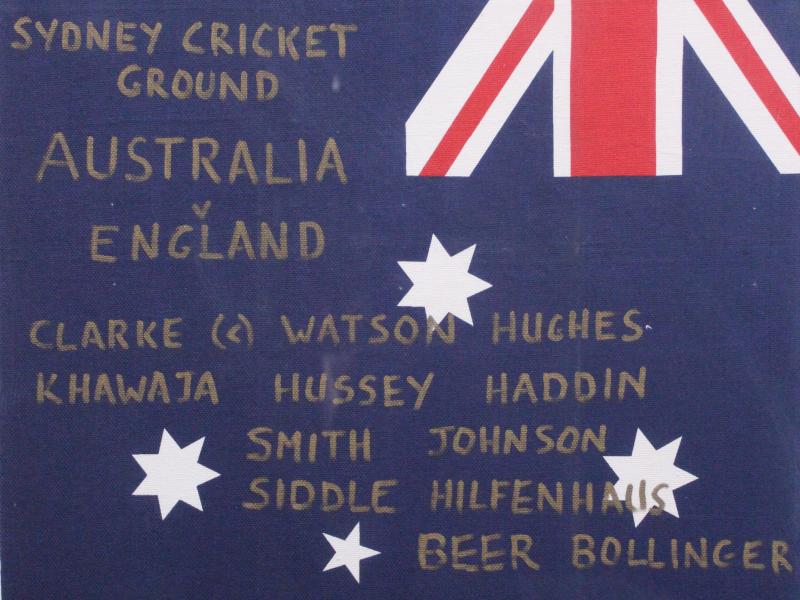 SYDNEY CRICKET
GROUND
AUSTRALIA
v
ENGLAND
CLARKE (c) WATSON HUGHES
KHAWAJA HUSSEY HADDIN
SMITH JOHNSON
SIDDLE HILFENHAUS
BEER BOLLINGER